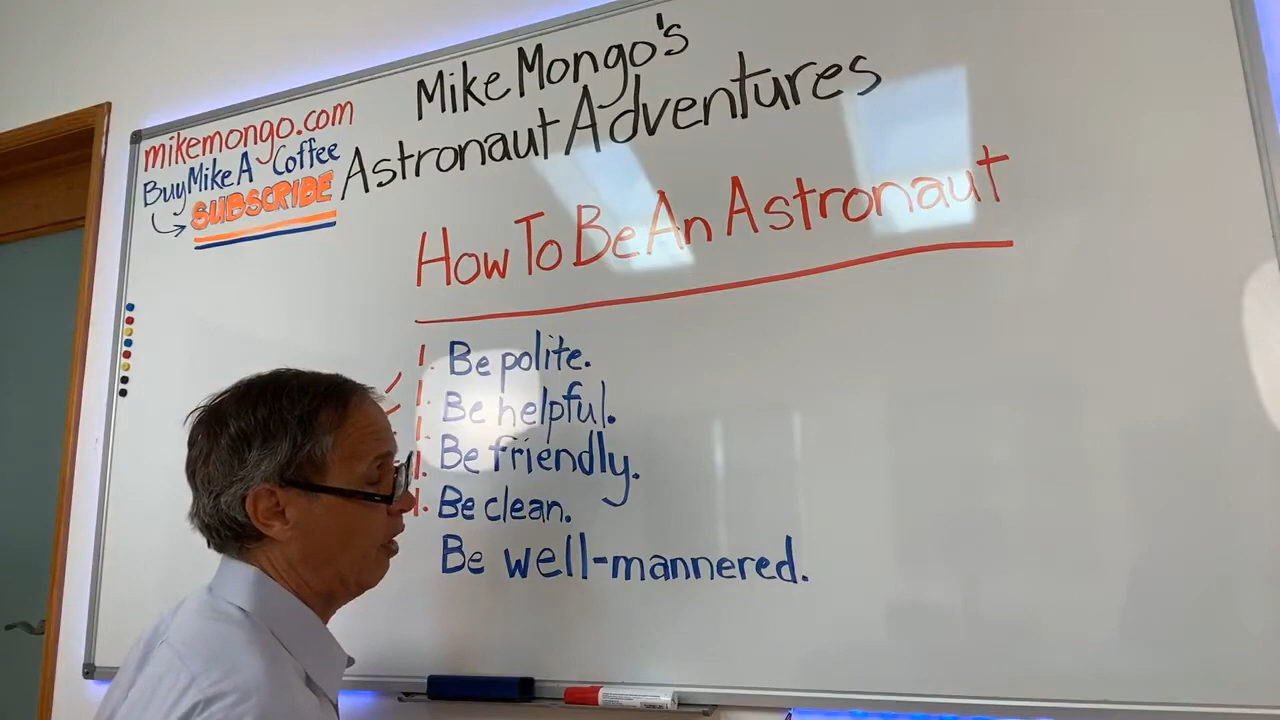 Mike Mongo's
Astronaut Adventures
mikemongo.com
Buy Mike A Coffee
SUBSCRIBE
How To Be An Astronaut
Be polite.
Be helpful.
Be friendly.
Be clean.
Be well-mannered.